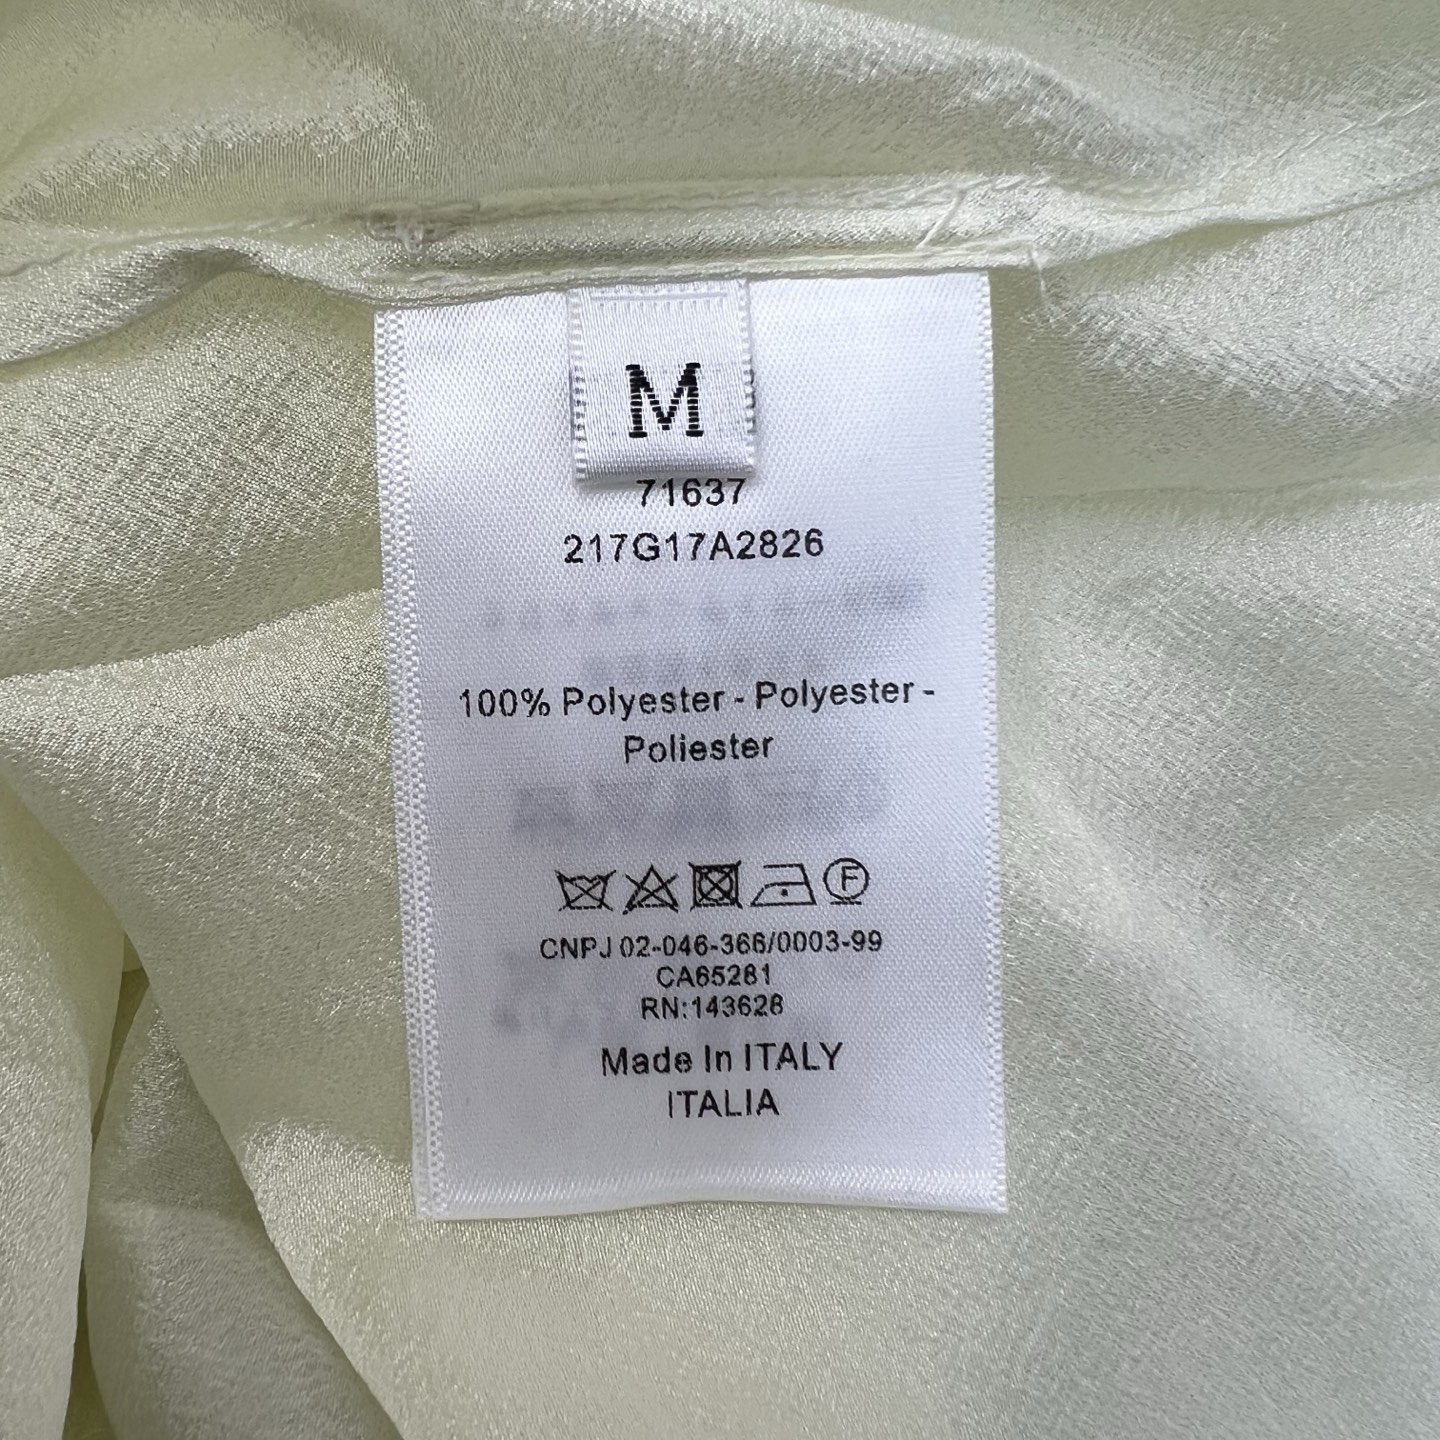 M
71637
217G17A2826
100% Polyester - Polyester -
Poliester
F
CNPJ 02-046-366/0003-99
CA65281
RN:143628
Made In ITALY
ITALIA